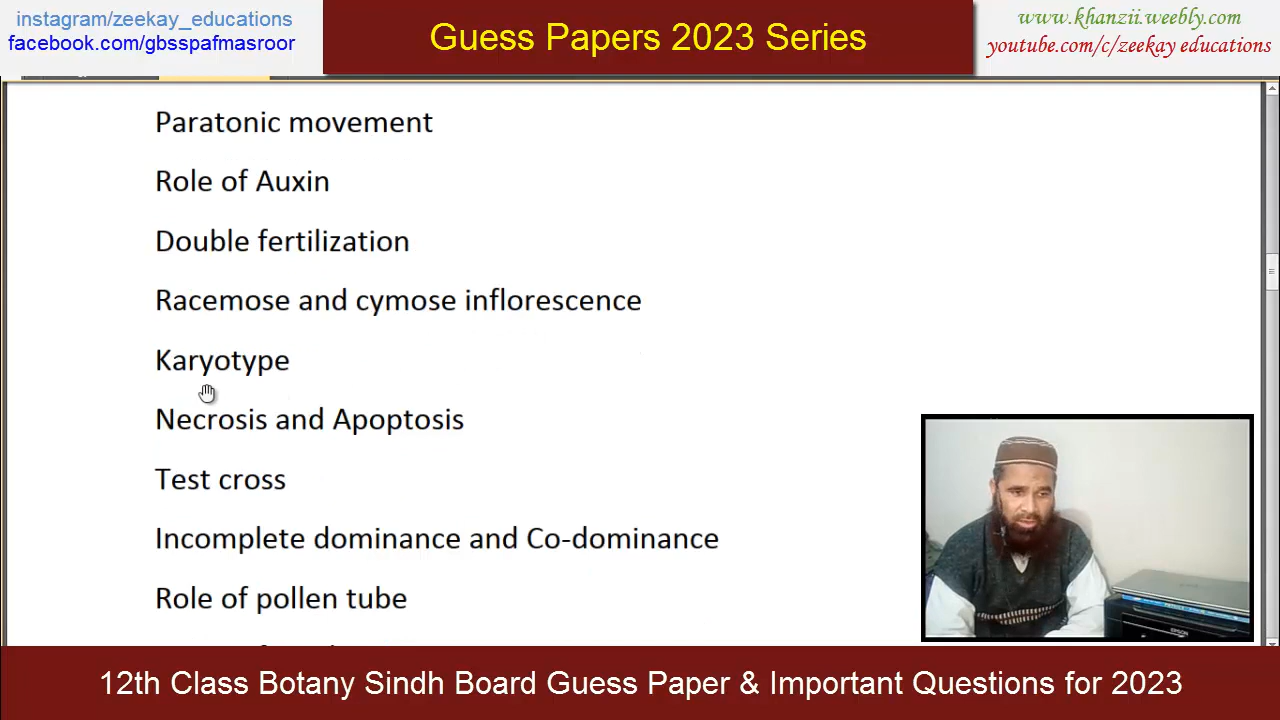 instagram/zeekay_educations
facebook.com/gbsspafmasroor
Guess Papers 2023 Series
www.khanzii.weebly.com
youtube.com/c/zeekay educations
Paratonic movement
Role of Auxin
Double fertilization
Racemose and cymose inflorescence
Karyotype
Necrosis and Apoptosis
Test cross
Incomplete dominance and Co-dominance
Role of pollen tube
EPSON
12th Class Botany Sindh Board Guess Paper & Important Questions for 2023